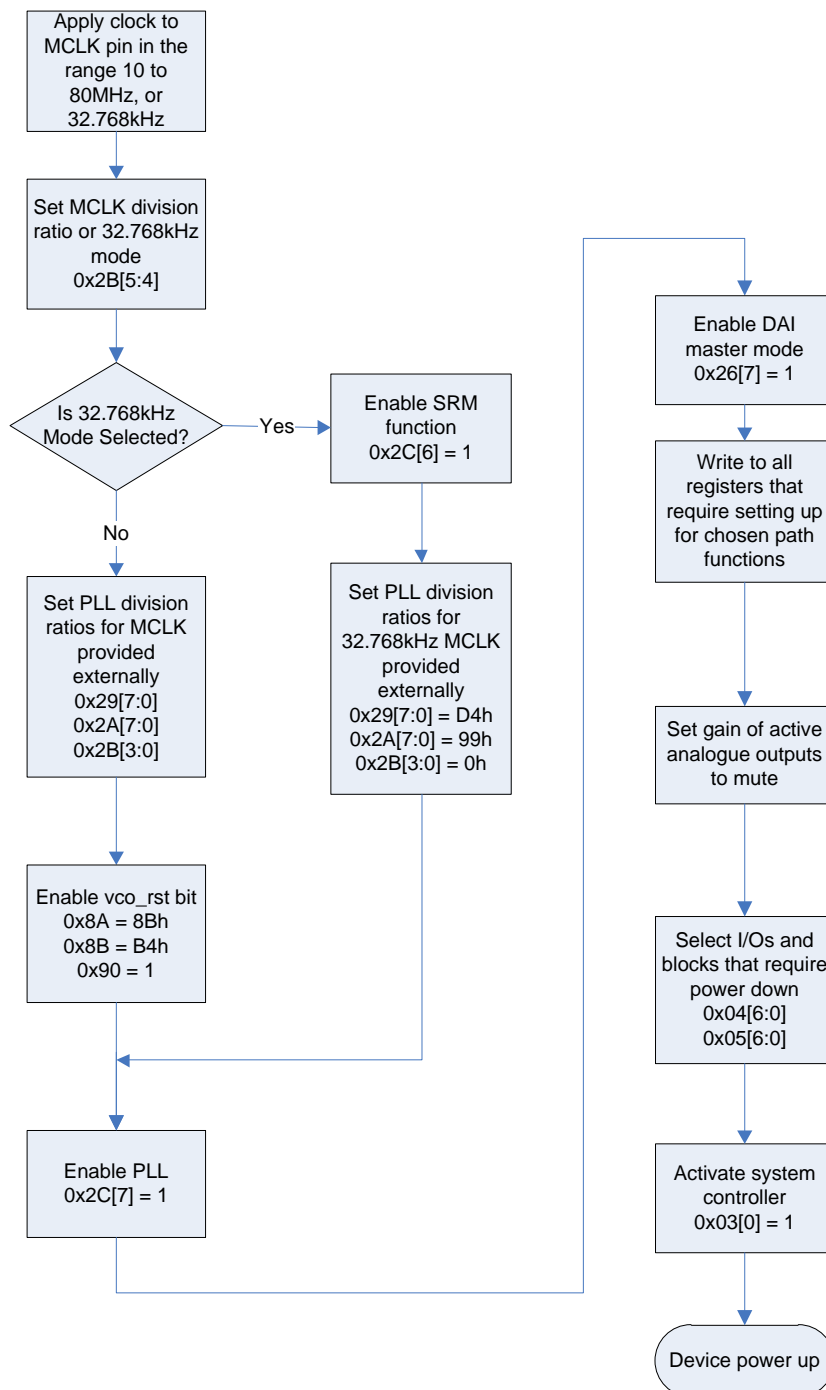 Apply clock to
MCLK pin in the
range 10 to
80MHz, or
32.768kHz
Set MCLK division
ratio or 32.768kHz
mode
0x2B[5:4]
Is 32.768kHz
Mode Selected?
Yes
No
Enable SRM
function
0x2C[6] = 1
Set PLL division
ratios for MCLK
provided
externally
0x29[7:0]
0x2A[7:0]
0x2B[3:0]
Set PLL division
ratios for
32.768kHz MCLK
provided
externally
0x29[7:0] = D4h
0x2A[7:0] = 99h
0x2B[3:0] = 0h
Enable vco_rst bit
0x8A = 8Bh
0x8B = B4h
0x90 = 1
Enable PLL
0x2C[7] = 1
Enable DAI
master mode
0x26[7] = 1
Write to all
registers that
require setting up
for chosen path
functions
Set gain of active
analogue outputs
to mute
Select I/Os and
blocks that require
power down
0x04[6:0]
0x05[6:0]
Activate system
controller
0x03[0] = 1
Device power up